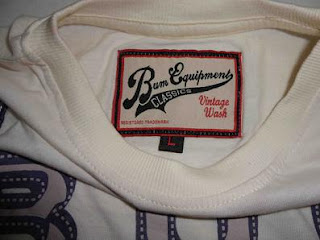 Bum Equipment
CLASSICS
Vintage
Wash
REGISTERED TRADEMARK
L